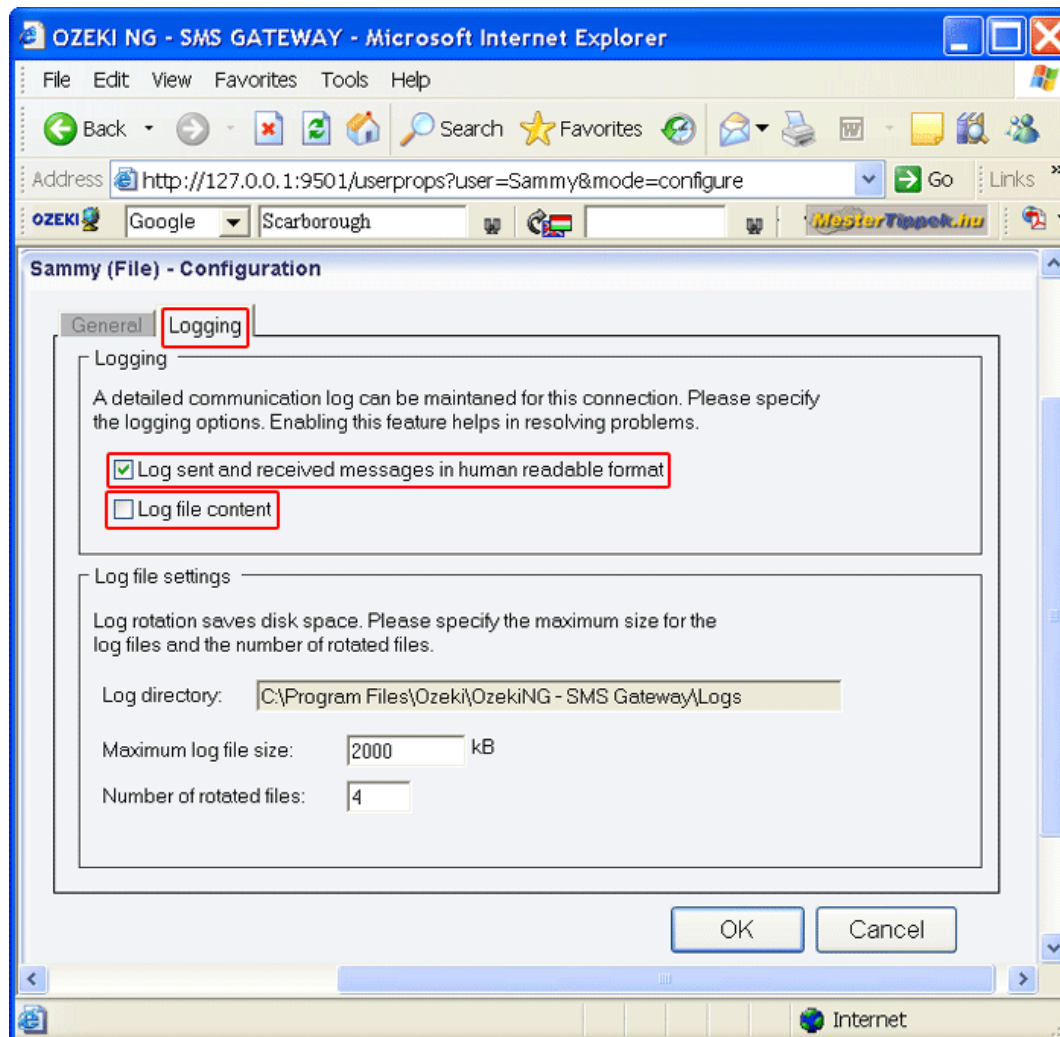 OZEKI NG - SMS GATEWAY - Microsoft Internet Explorer
File Edit View Favorites Tools Help
Back Search Favorites
Address http://127.0.0.1:9501/userprops?user=Sammy&mode=configure Go Links »
OZEKI Google Scarborough MesterTippek.hu
Sammy (File) - Configuration
General Logging
Logging
A detailed communication log can be maintaned for this connection. Please specify
the logging options. Enabling this feature helps in resolving problems.
Log sent and received messages in human readable format
Log file content
Log file settings
Log rotation saves disk space. Please specify the maximum size for the
log files and the number of rotated files.
Log directory: C:\Program Files\Ozeki\OzekiNG - SMS Gateway\Logs
Maximum log file size: 2000 kB
Number of rotated files: 4
OK Cancel
Internet